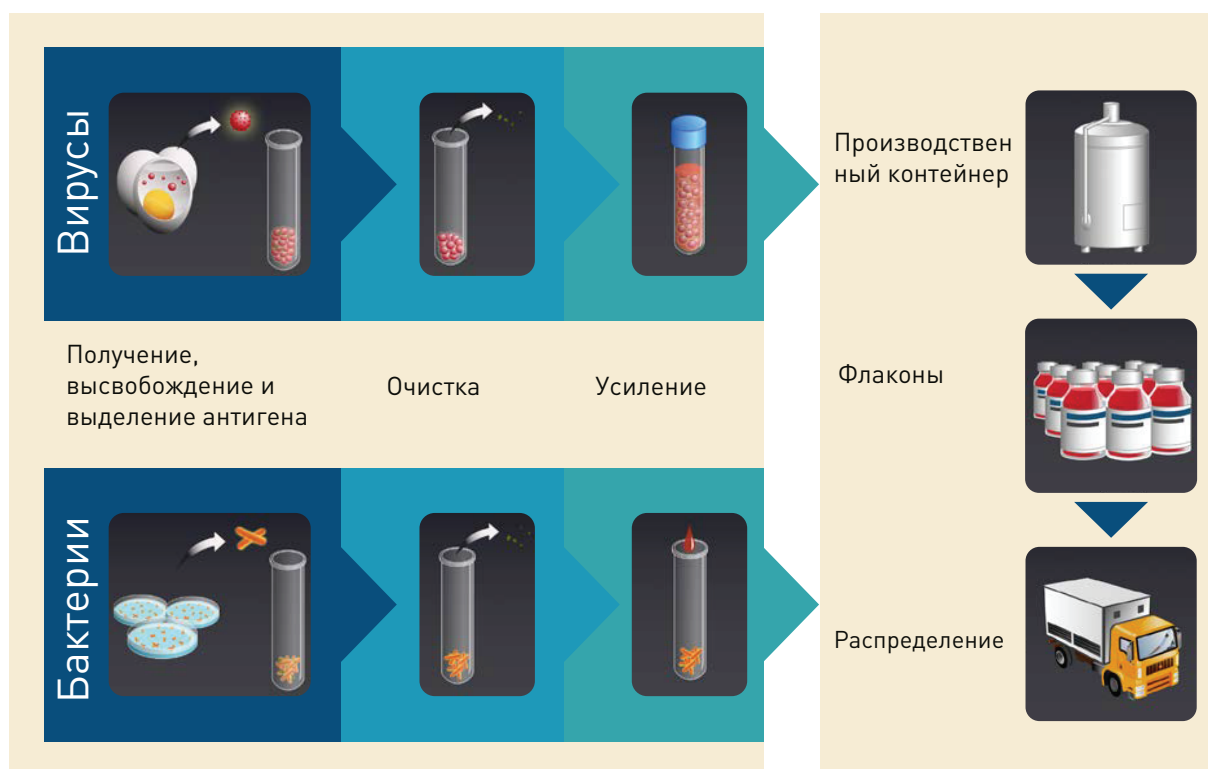 Вирусы
Получение,
высвобождение и
выделение антигена
Очистка
Усиление
Бактерии
Производствен
ный контейнер
Флаконы
Распределение